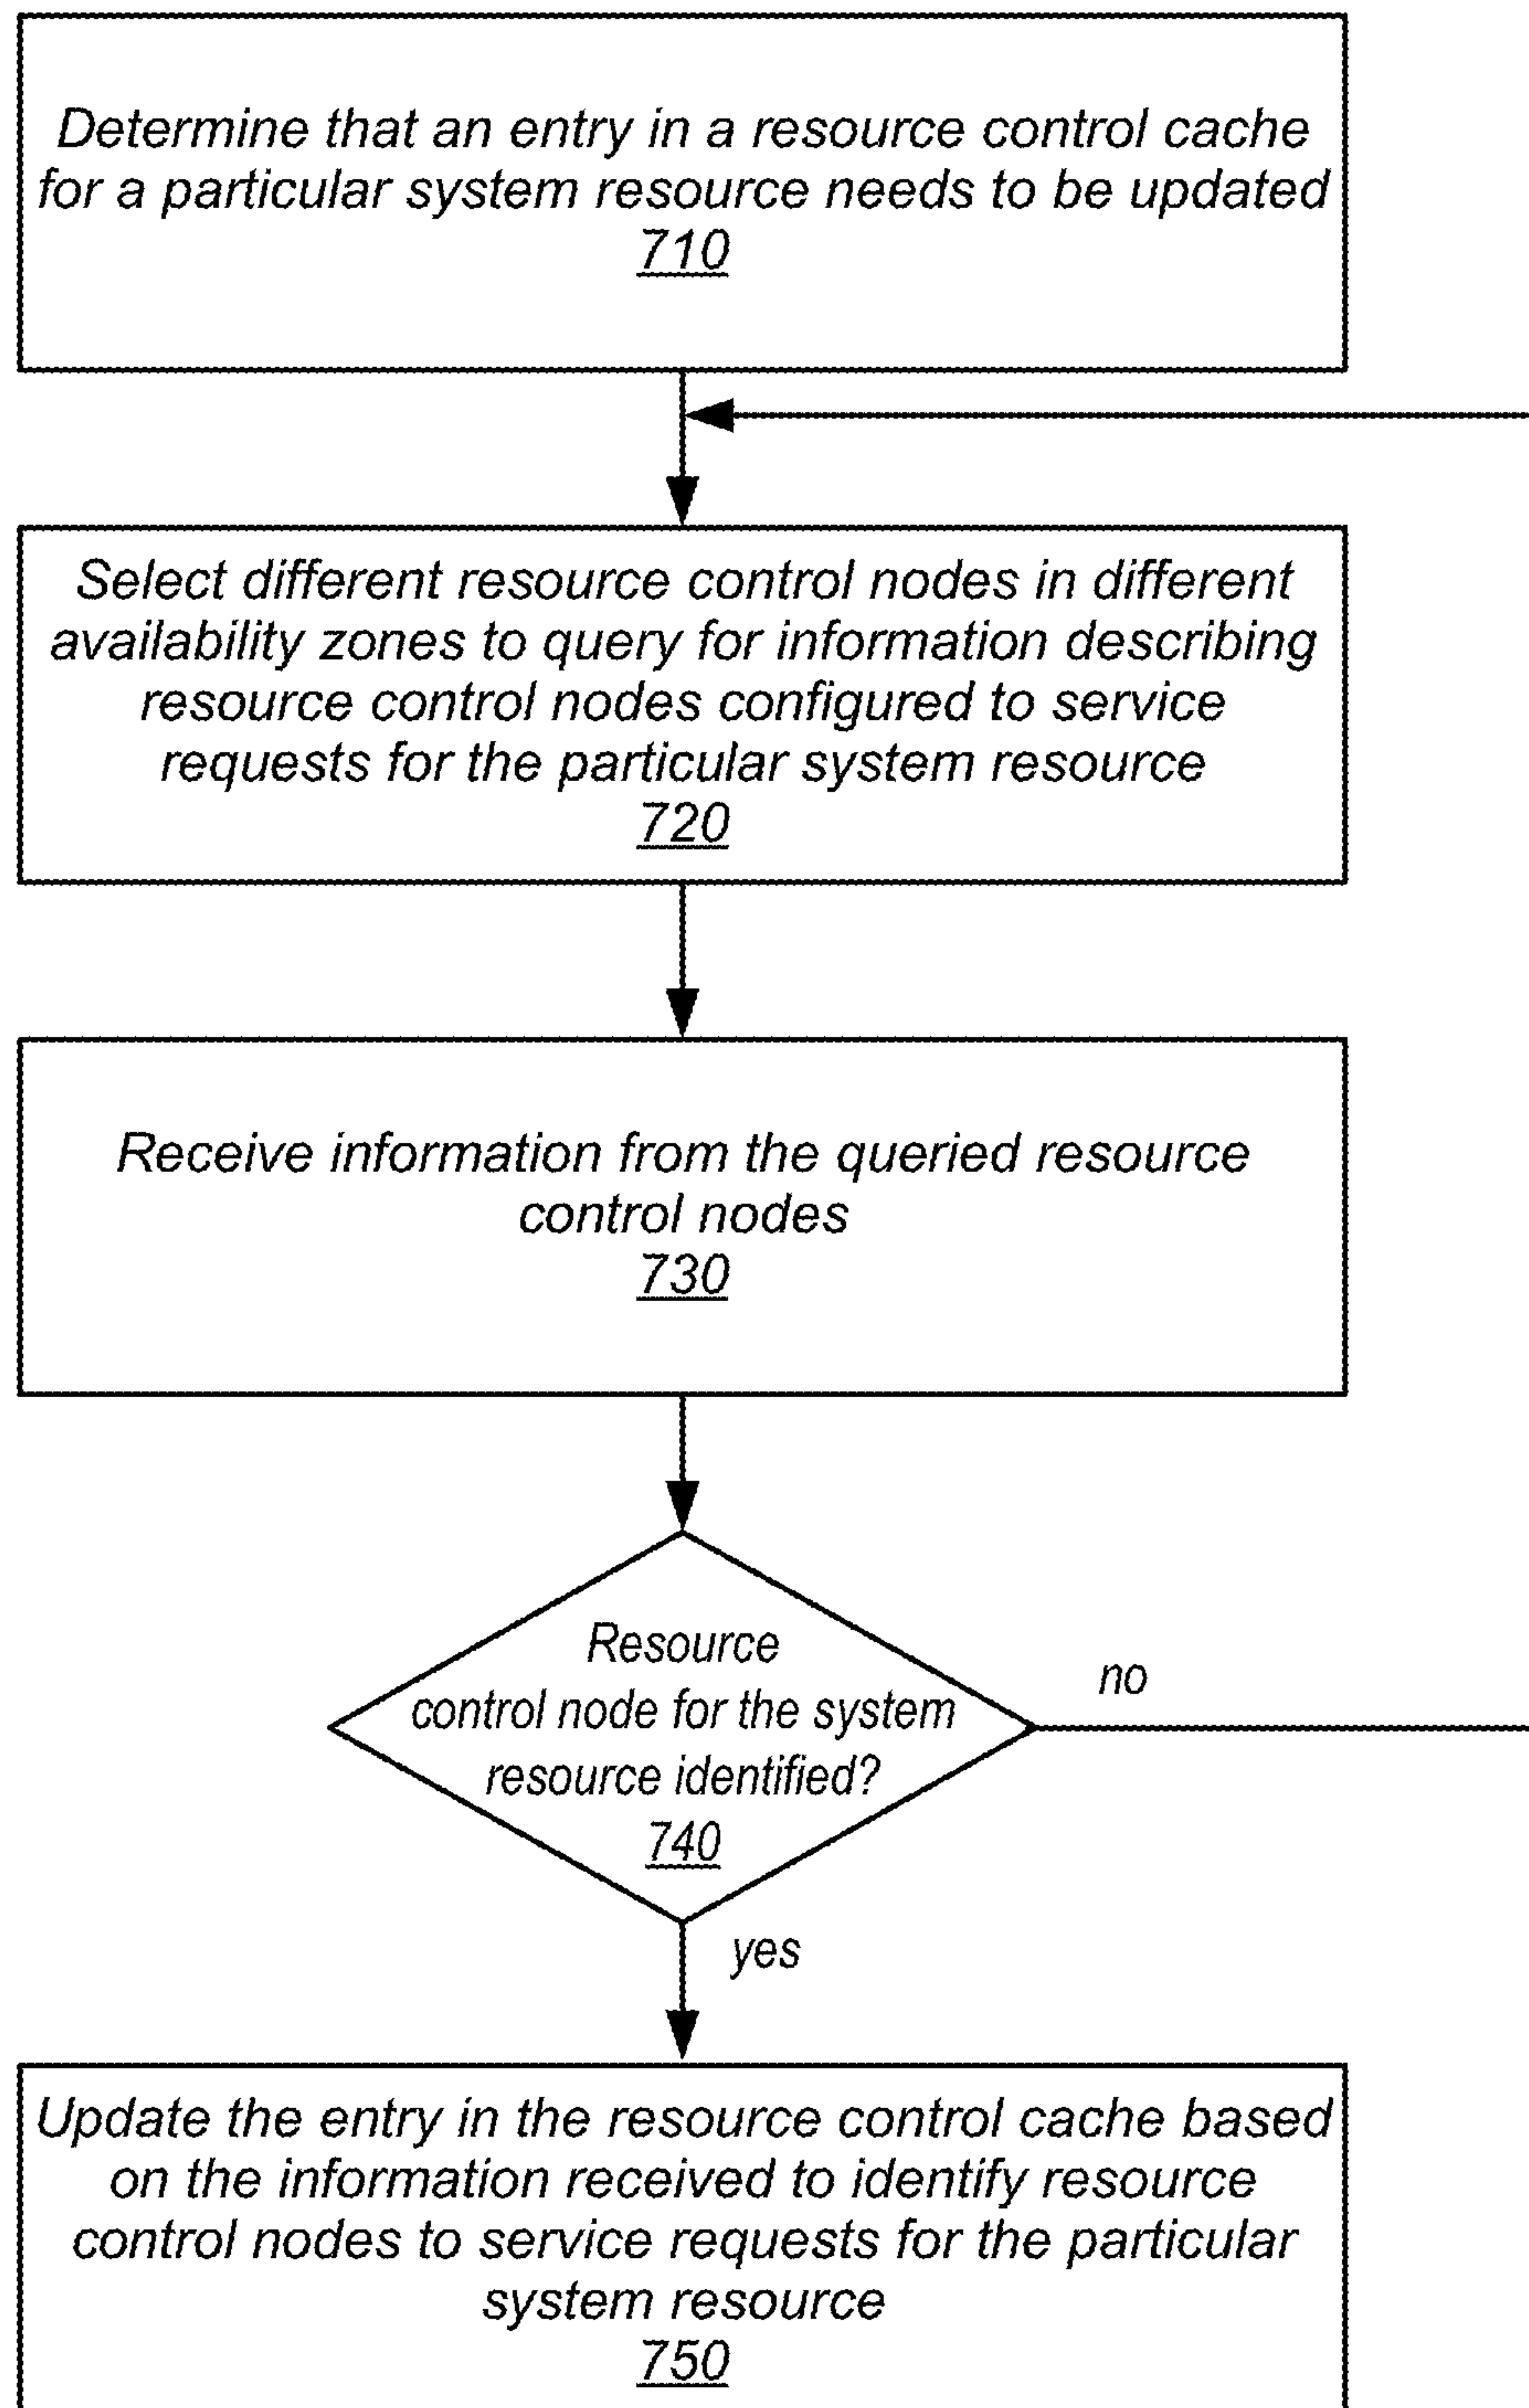 Determine that an entry in a resource control cache
for a particular system resource needs to be updated
710
Select different resource control nodes in different
availability zones to query for information describing
resource control nodes configured to service
requests for the particular system resource
720
Receive information from the queried resource
control nodes
730
Resource
control node for the system
resource identified?
740
no
yes
Update the entry in the resource control cache based
on the information received to identify resource
control nodes to service requests for the particular
system resource
750